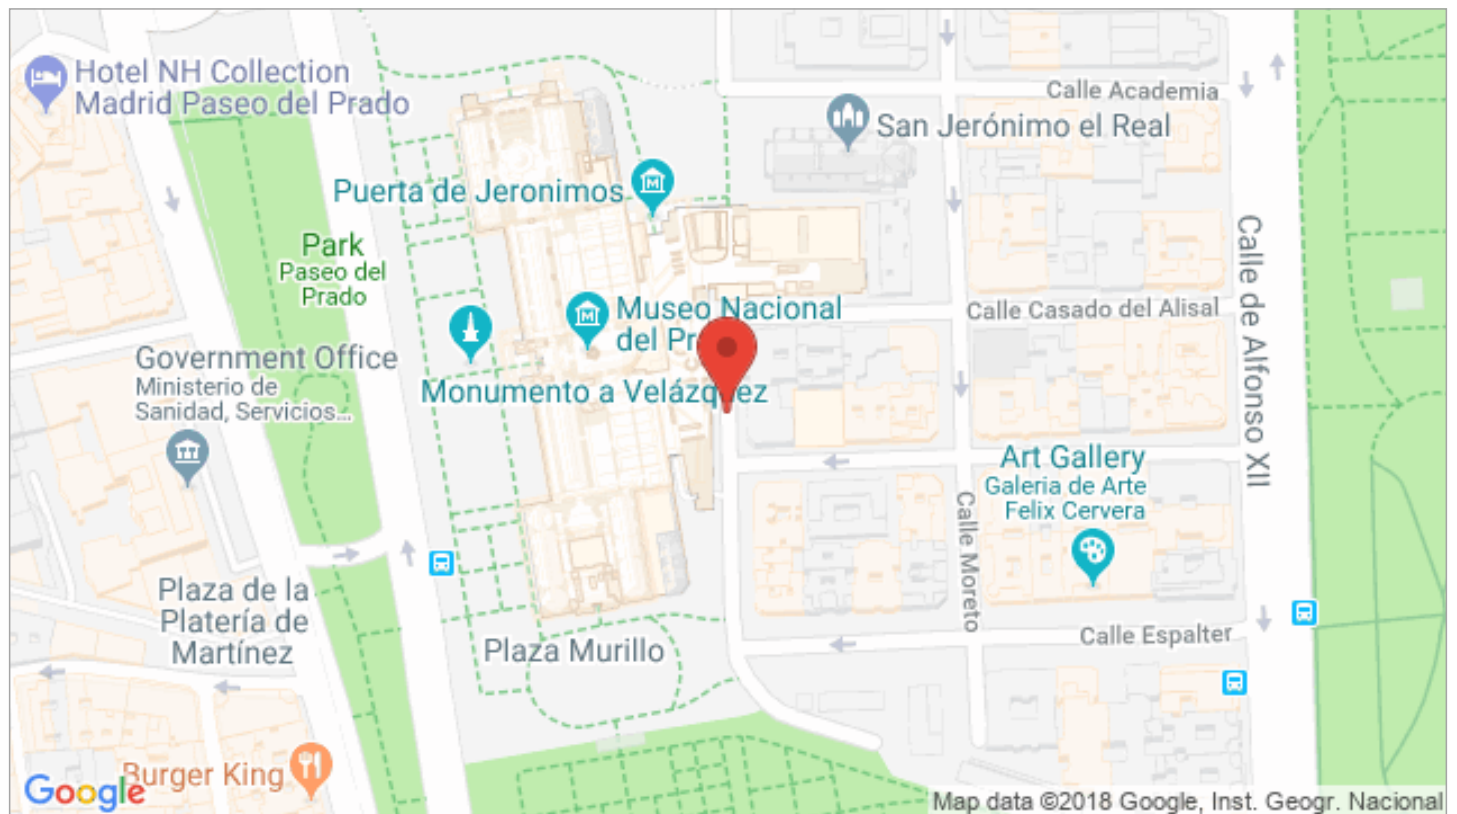 Hotel NH Collection
Madrid Paseo del Prado
Calle Academia
San Jerónimo el Real
Puerta de Jeronimos
Park
Paseo del
Prado
Calle de Alfonso XII
Museo Nacional
del Pr
Calle Casado del Alisal
Government Office
Ministerio de
Sanidad, Servicios...
Monumento a Velázquez
Art Gallery
Galeria de Arte
Felix Cervera
Calle Moreto
Plaza de la
Platería de
Martínez
Plaza Murillo
Calle Espalter
Burger King
Google
Map data ©2018 Google, Inst. Geogr. Nacional